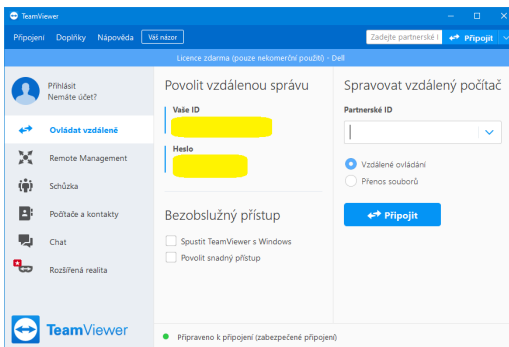 TeamViewer
Připojení Doplňky Nápověda Váš názor
Zadejte partnerské I
Připojit
Licence zdarma (pouze nekomerční použití) - Dell
Přihlásit
Nemáte účet?
Ovládat vzdáleně
Remote Management
Schůzka
Počítače a kontakty
Chat
Rozšířená realita
TeamViewer
Povolit vzdálenou správu
Vaše ID
Heslo
Bezobslužný přístup
Spustit TeamViewer s Windows
Povolit snadný přístup
Spravovat vzdálený počítač
Partnerské ID
Vzdálené ovládání
Přenos souborů
Připojit
Připraveno k připojení (zabezpečené připojení)